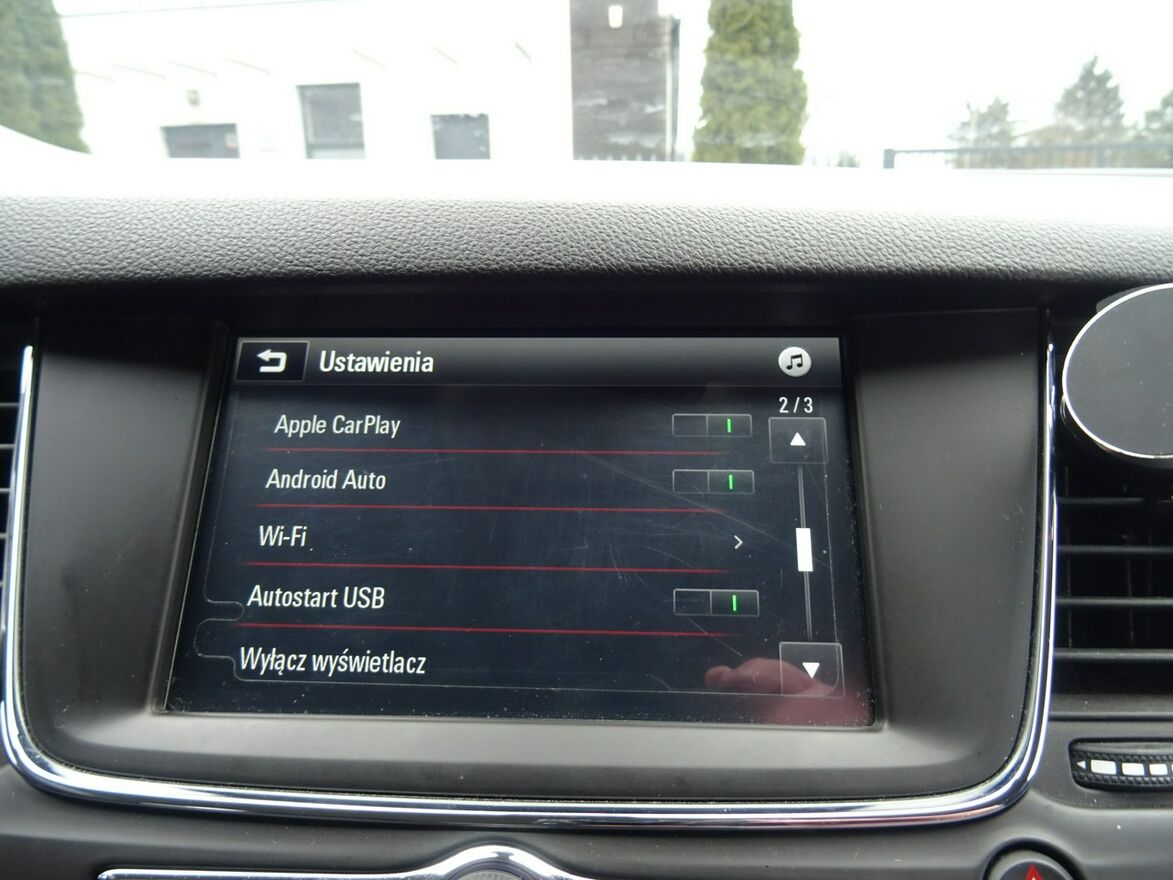 Ustawienia
2/3
Apple CarPlay
Android Auto
Wi-Fi
Autostart USB
Wyłącz wyświetlacz